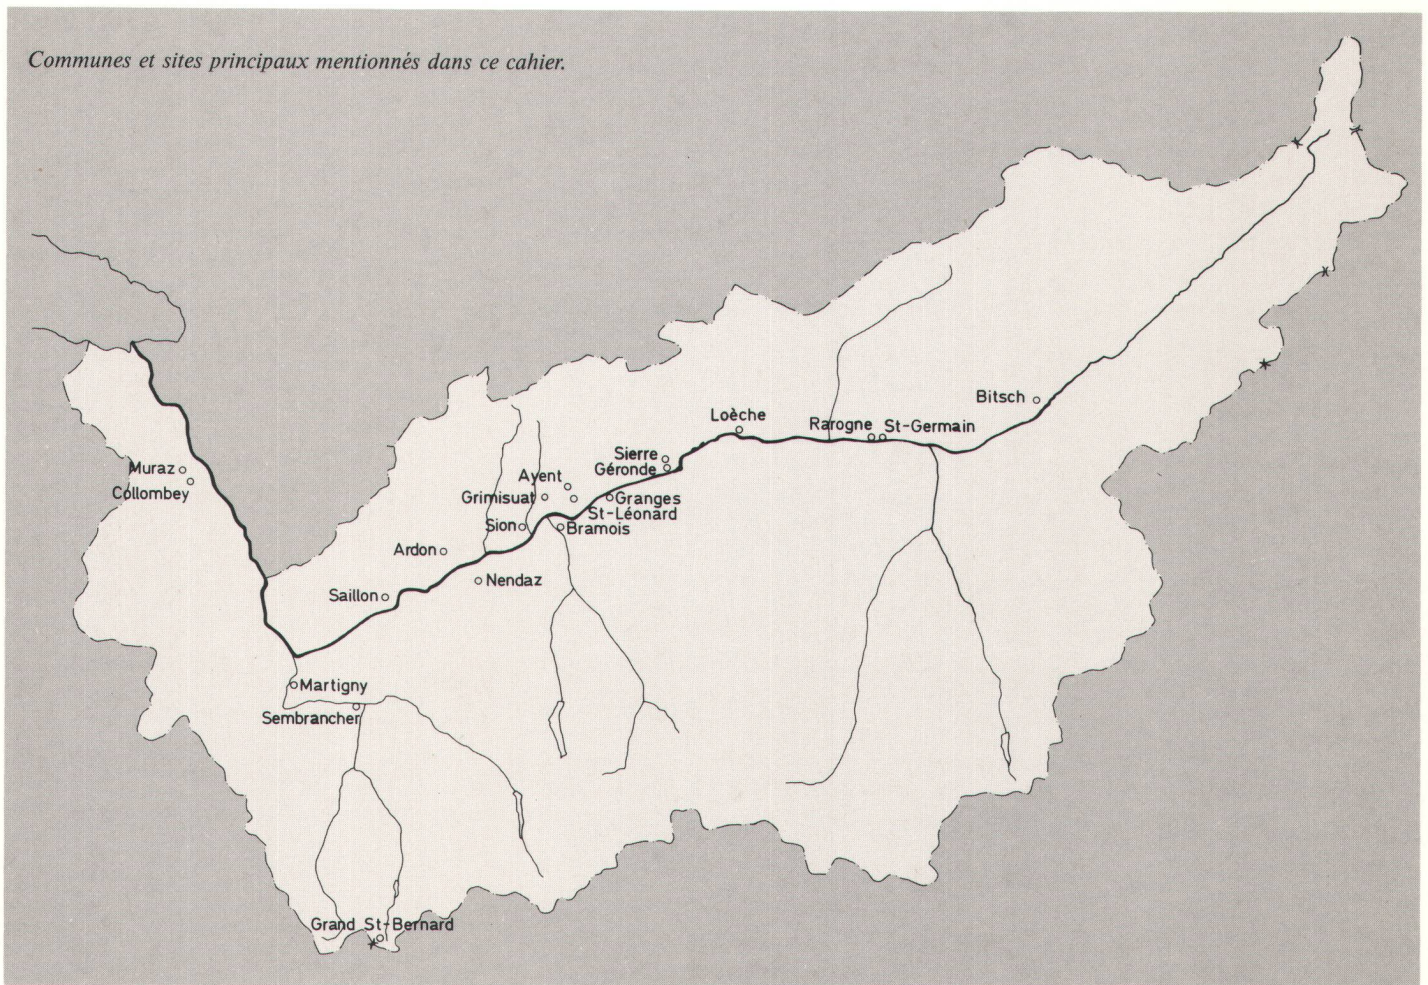 Communes et sites principaux mentionnés dans ce cahier.
Bitsch
Loèche
Rarogne
St-Germain
Sierre
Géronde
Muraz
Collombey
Ayent
Grimisuat
Granges
St-Léonard
Sion
Bramois
Ardon
Nendaz
Saillon
Martigny
Sembrancher
Grand St-Bernard